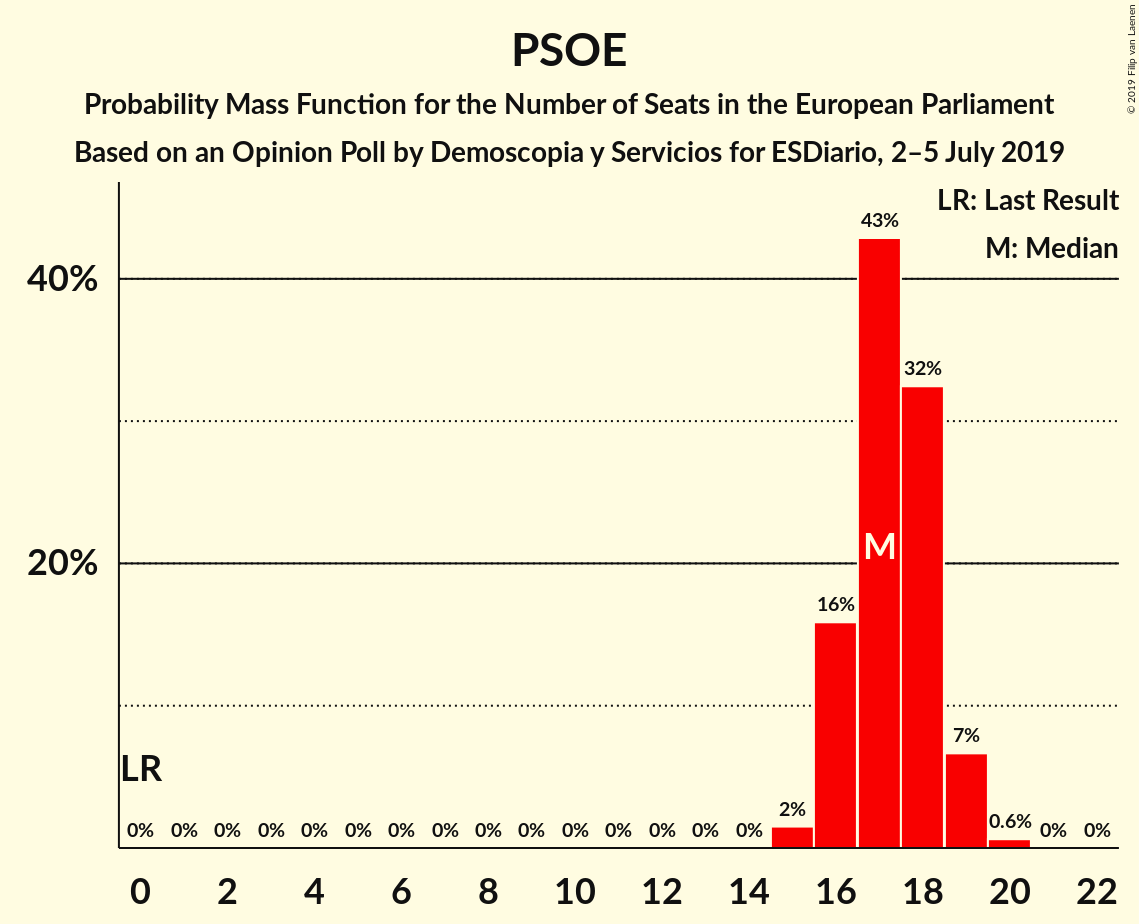 PSOE
Probability Mass Function for the Number of Seats in the European Parliament
Based on an Opinion Poll by Demoscopia y Servicios for ESDiario, 2–5 July 2019
© 2019 Filip van Laenen
LR: Last Result
M: Median
43%
40%
32%
M
20%
16%
LR
7%
2%
0.6%
0% 0% 0% 0% 0% 0% 0% 0% 0% 0% 0% 0% 0% 0% 0% 0% 0%
0 2 4 6 8 10 12 14 16 18 20 22